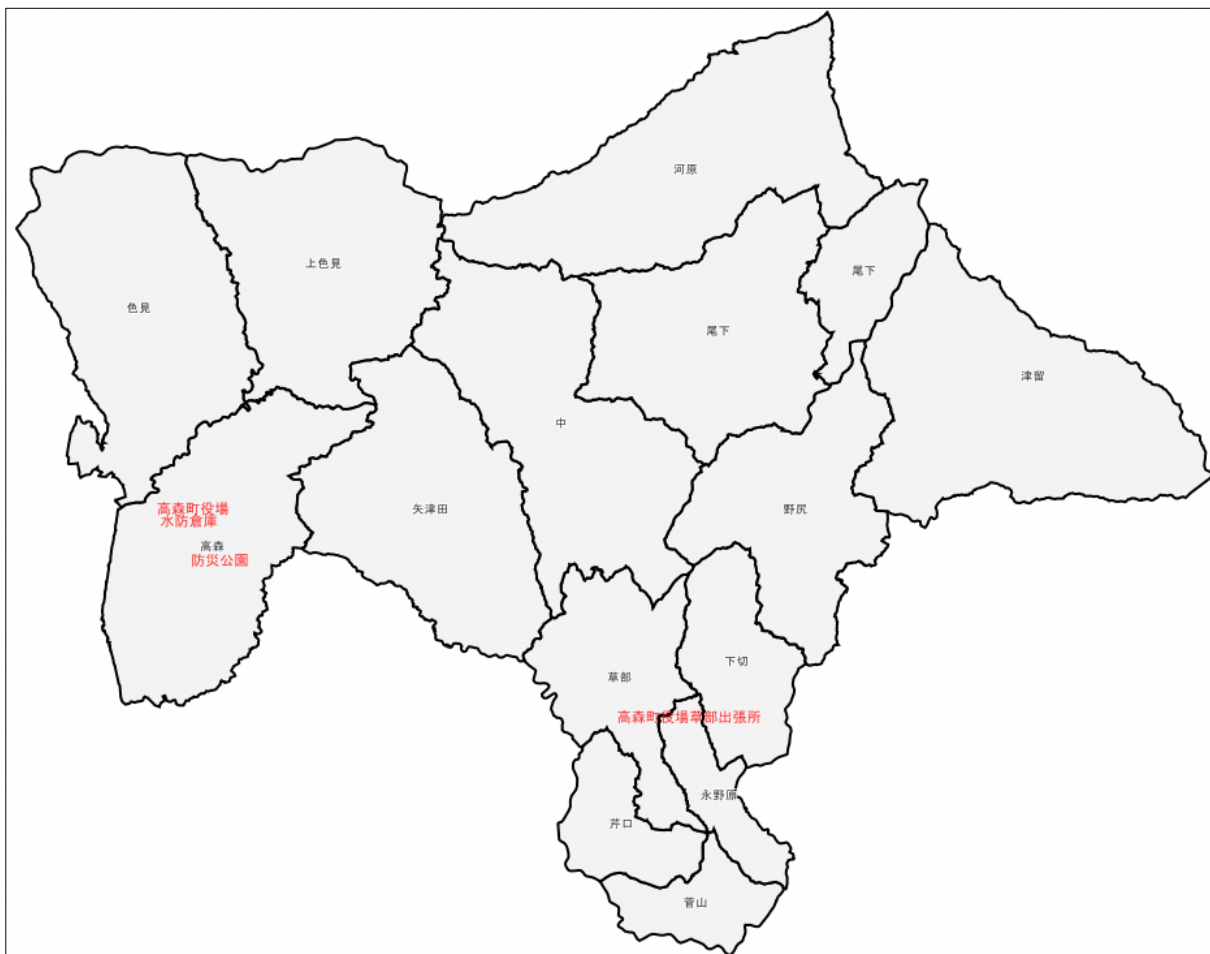 河原
上色見
尾下
色見
尾下
津留
中
高森町役場
水防倉庫
矢津田
野尻
高森
防災公園
下切
草部
高森町役場草部出張所
永野原
芹口
菅山